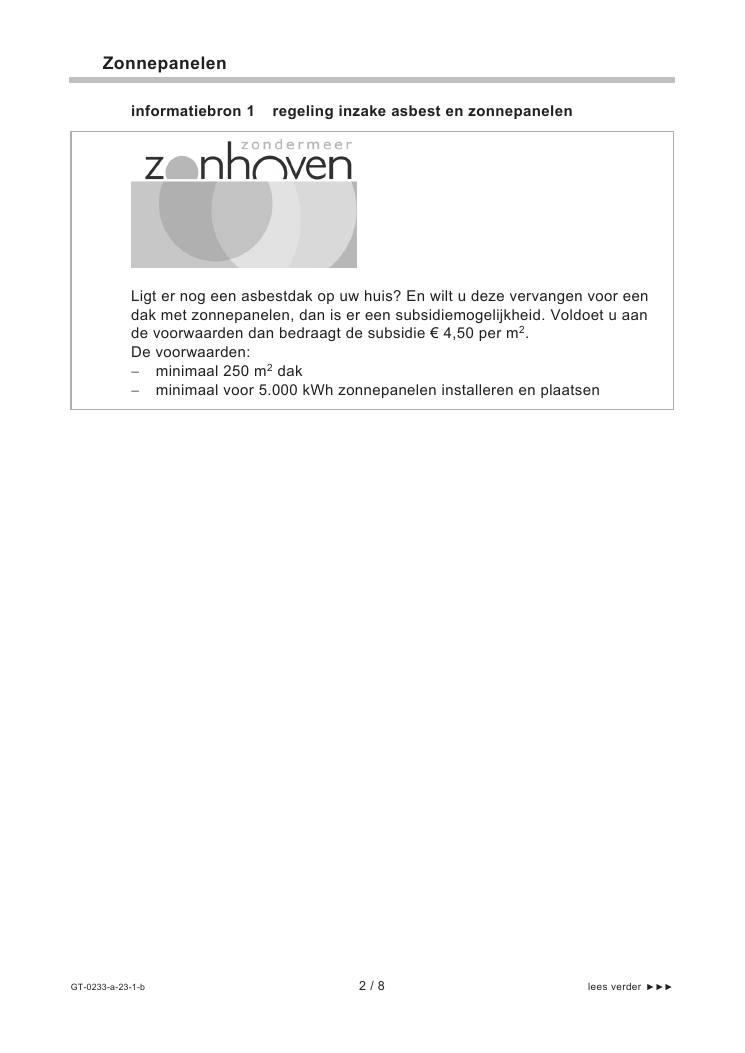 Zonnepanelen
informatiebron 1 regeling inzake asbest en zonnepanelen
zondermeer
zonhoven
Ligt er nog een asbestdak op uw huis? En wilt u deze vervangen voor een
dak met zonnepanelen, dan is er een subsidiemogelijkheid. Voldoet u aan
de voorwaarden dan bedraagt de subsidie € 4,50 per m².
De voorwaarden:
– minimaal 250 m² dak
– minimaal voor 5.000 kWh zonnepanelen installeren en plaatsen
GT-0233-a-23-1-b
2 / 8
lees verder ►►►